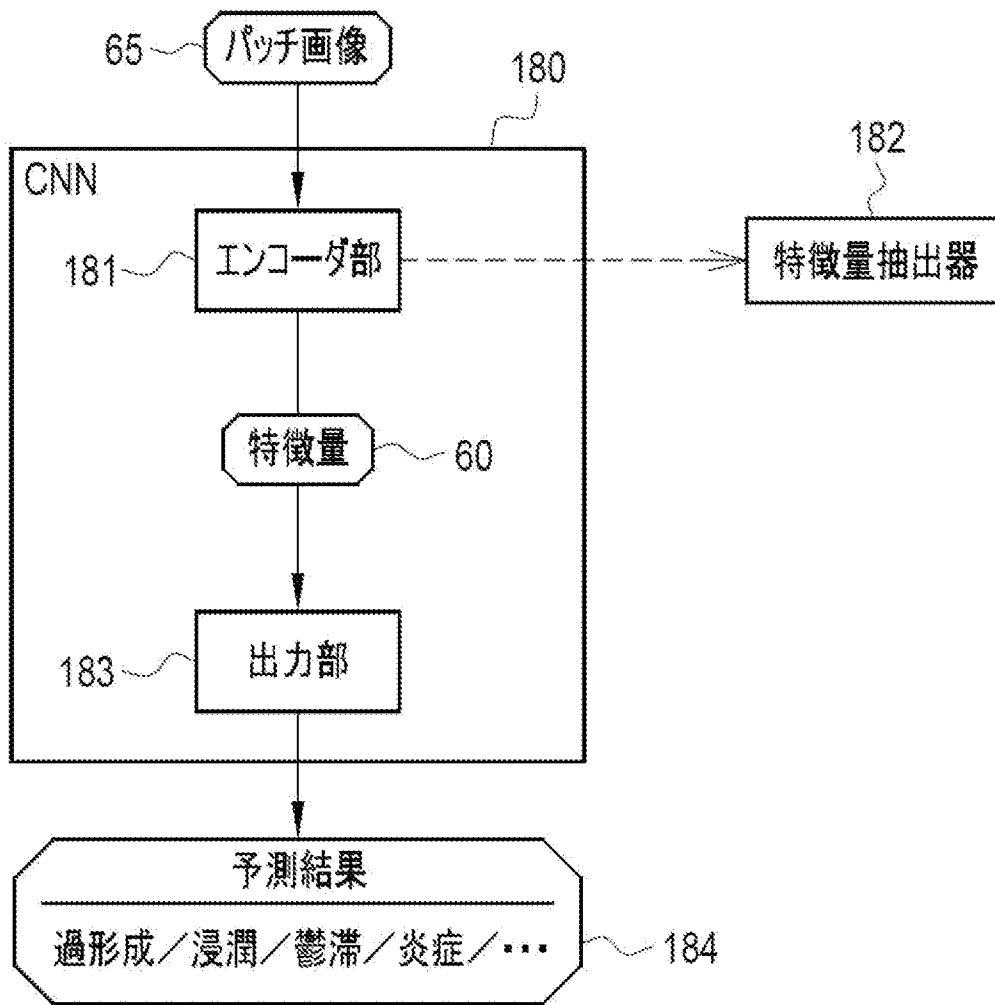 65
パッチ画像
180
CNN
182
181
エンコーダ部
特徴量抽出器
特徴量
60
183
出力部
予測結果
過形成/浸潤/鬱滞/炎症/・・・
184